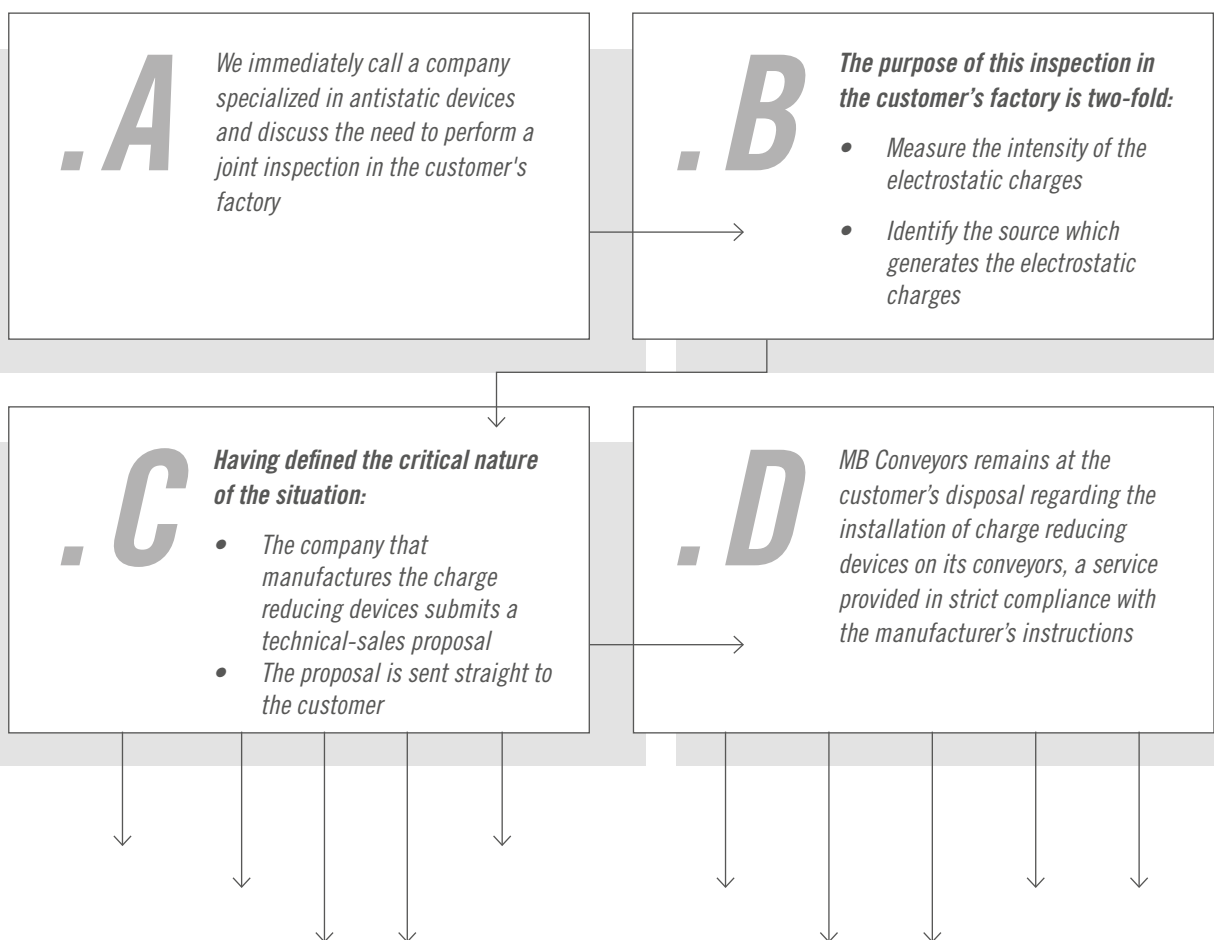 .A
We immediately call a company
specialized in antistatic devices
and discuss the need to perform a
joint inspection in the customer's
factory
.B
The purpose of this inspection in
the customer’s factory is two-fold:
• Measure the intensity of the
electrostatic charges
• Identify the source which
generates the electrostatic
charges
.C
Having defined the critical nature
of the situation:
• The company that
manufactures the charge
reducing devices submits a
technical-sales proposal
• The proposal is sent straight to
the customer
.D
MB Conveyors remains at the
customer’s disposal regarding the
installation of charge reducing
devices on its conveyors, a service
provided in strict compliance with
the manufacturer’s instructions